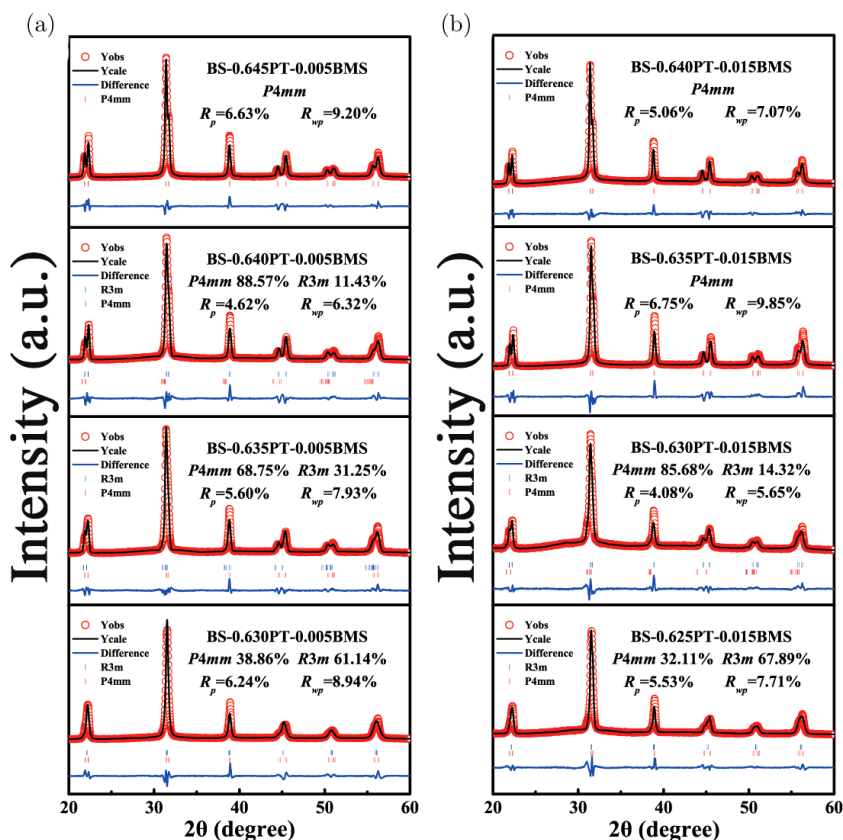 (a)
Intensity (a.u.)
Yobs
Ycale
Difference
P4mm
BS-0.645PT-0.005BMS
P4mm
Rp=6.63% Rwp=9.20%
Yobs
Ycale
Difference
R3m
P4mm
BS-0.640PT-0.005BMS
P4mm 88.57% R3m 11.43%
Rp=4.62% Rwp=6.32%
Yobs
Ycale
Difference
R3m
P4mm
BS-0.635PT-0.005BMS
P4mm 68.75% R3m 31.25%
Rp=5.60% Rwp=7.93%
Yobs
Ycale
Difference
R3m
P4mm
BS-0.630PT-0.005BMS
P4mm 38.86% R3m 61.14%
Rp=6.24% Rwp=8.94%
20 30 40 50 60
2θ (degree)
(b)
Intensity (a.u.)
Yobs
Ycale
Difference
P4mm
BS-0.640PT-0.015BMS
P4mm
Rp=5.06% Rwp=7.07%
Yobs
Ycale
Difference
P4mm
BS-0.635PT-0.015BMS
P4mm
Rp=6.75% Rwp=9.85%
Yobs
Ycale
Difference
R3m
P4mm
BS-0.630PT-0.015BMS
P4mm 85.68% R3m 14.32%
Rp=4.08% Rwp=5.65%
Yobs
Ycale
Difference
R3m
P4mm
BS-0.625PT-0.015BMS
P4mm 32.11% R3m 67.89%
Rp=5.53% Rwp=7.71%
20 30 40 50 60
2θ (degree)